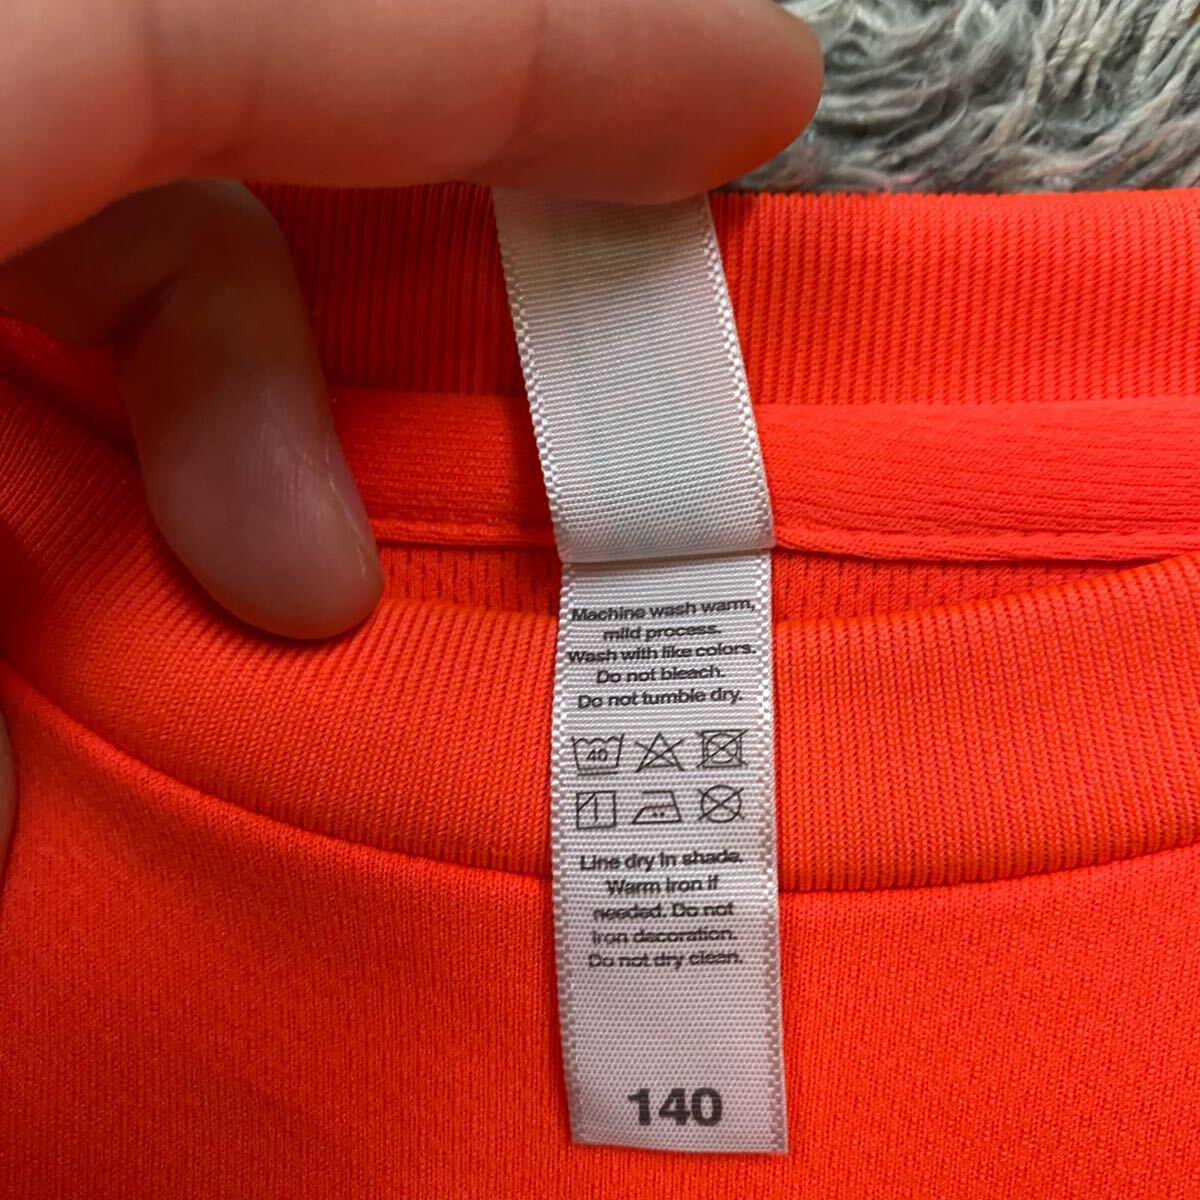 Machine wash warm,
mild process.
Wash with like colors.
Do not bleach.
Do not tumble dry.
40
Line dry in shade.
Warm iron if
needed. Do not
iron decoration.
Do not dry clean.
140